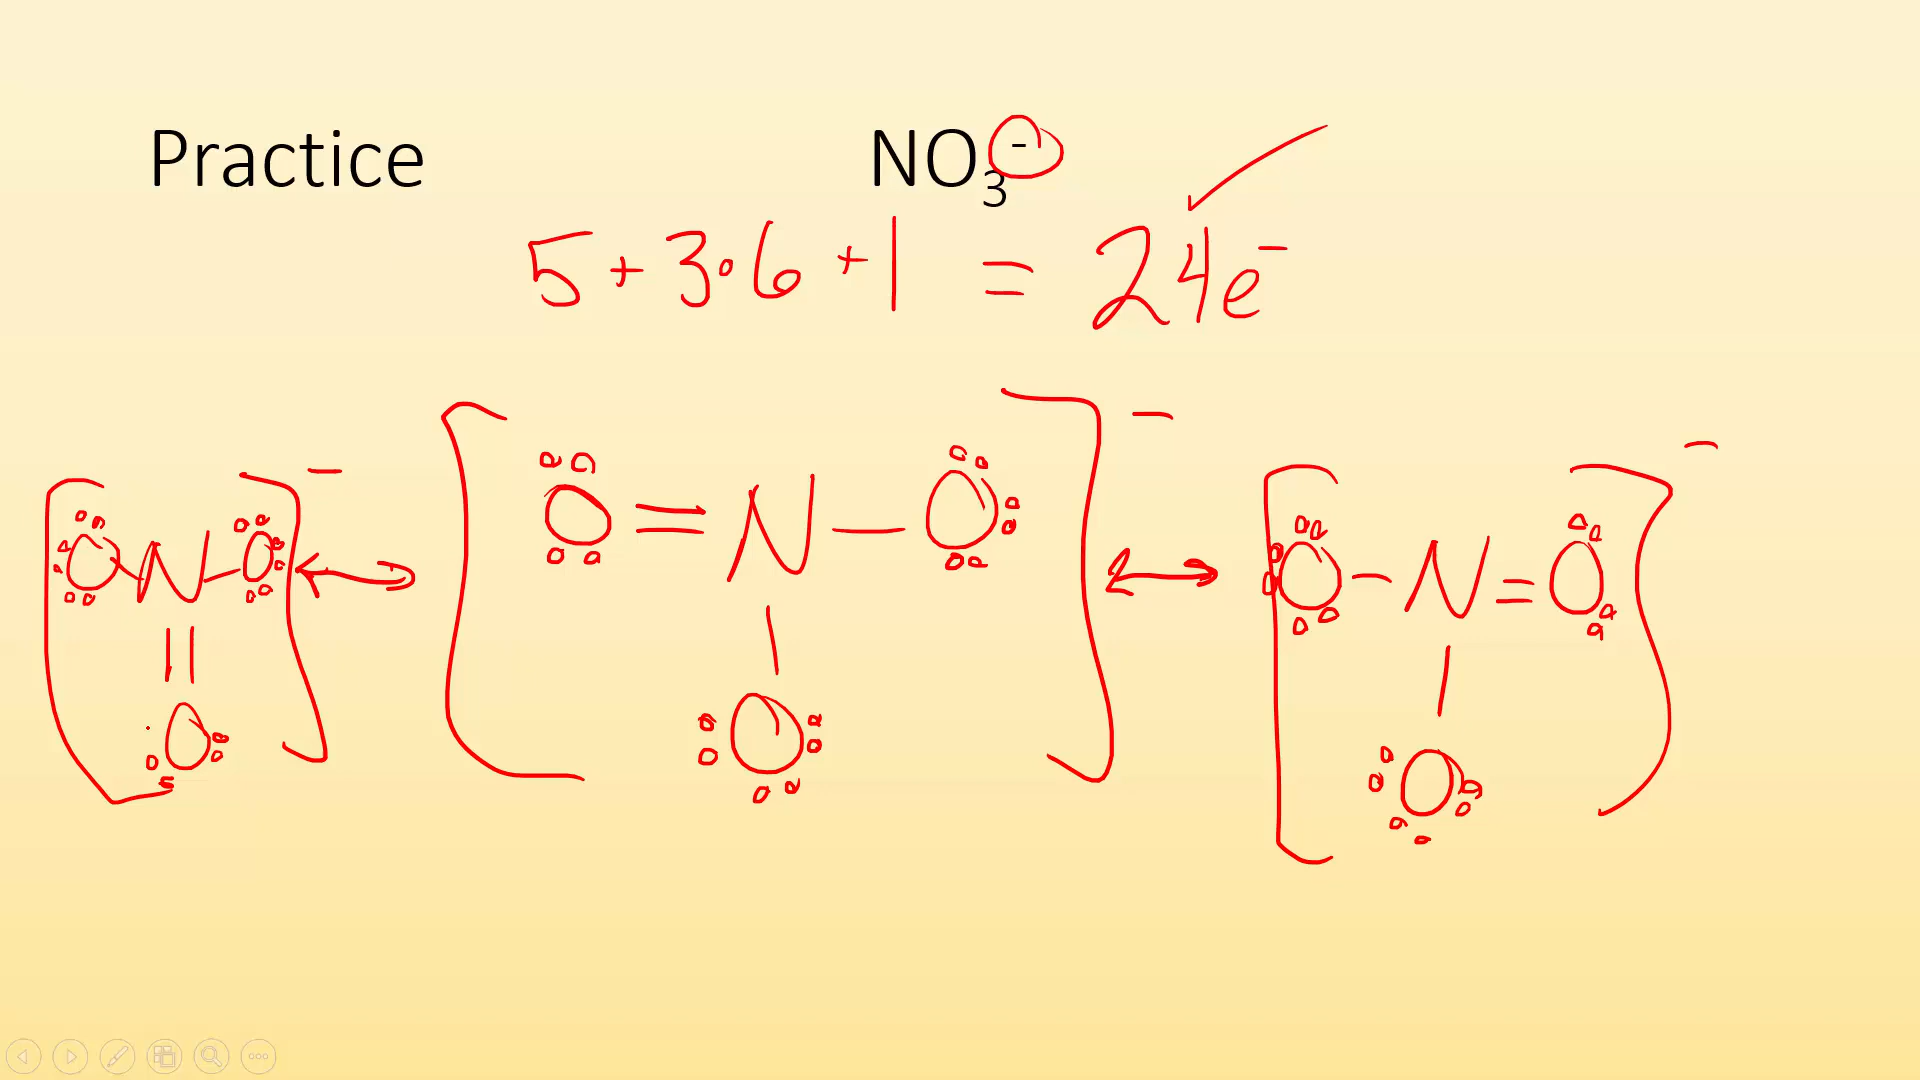 Practice NO₃⁻
5 + 3·6 + 1 = 24e⁻
[O–N–O]⁻ ↔ [O=N–O]⁻ ↔ [O–N=O]⁻
|| | |
O O O